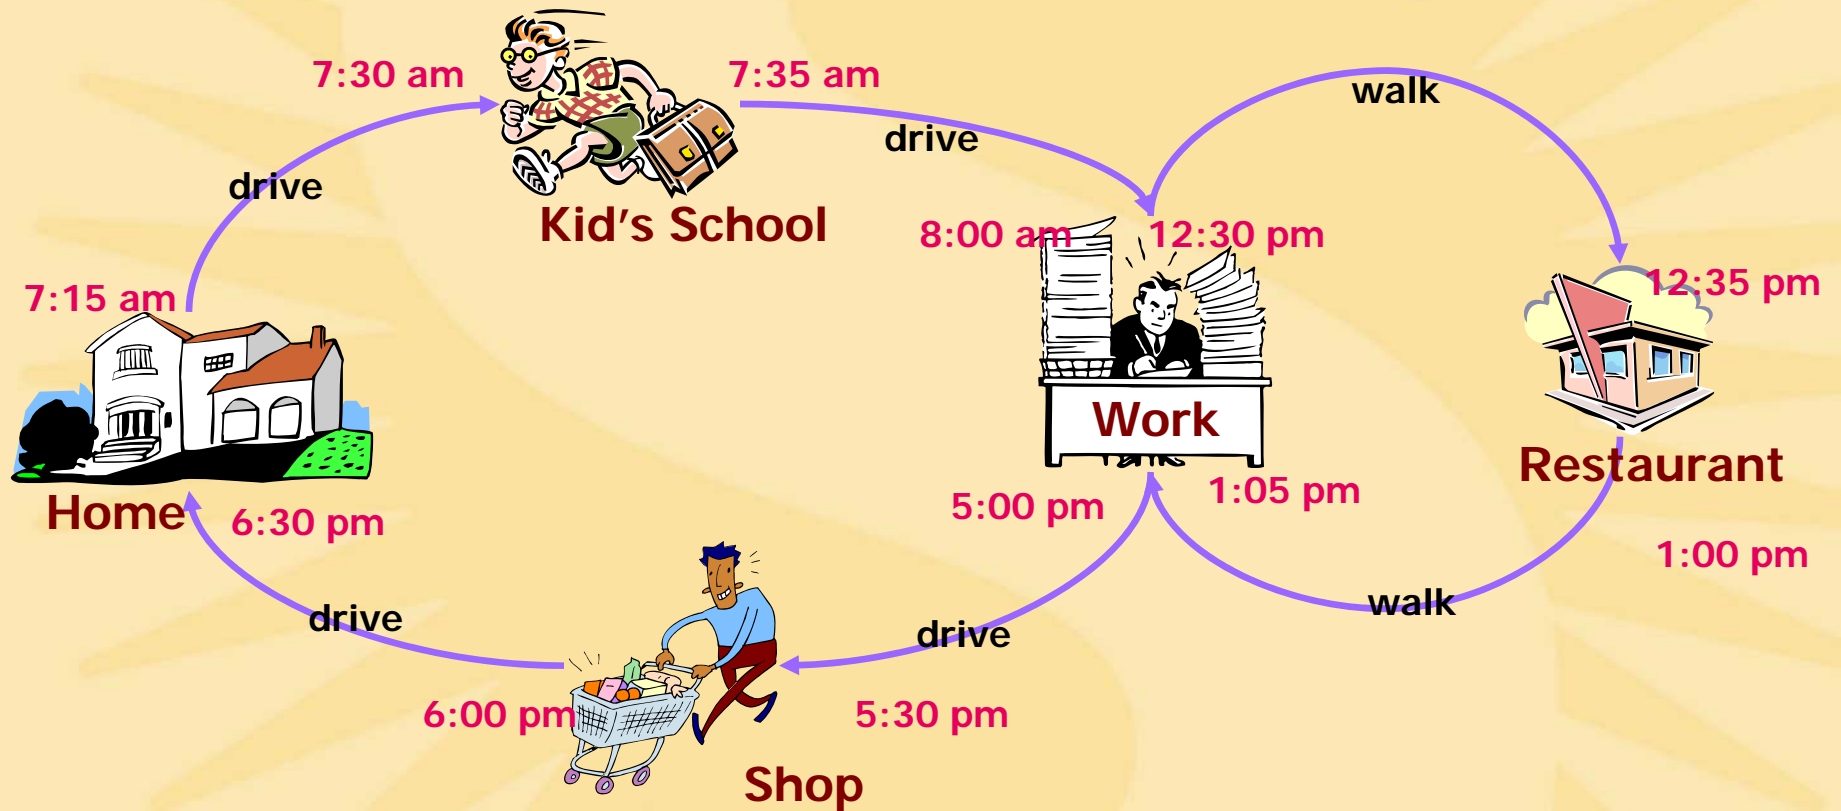 7:30 am
7:35 am
walk
drive
drive
Kid's School
8:00 am
12:30 pm
7:15 am
12:35 pm
Work
Restaurant
Home
6:30 pm
5:00 pm
1:05 pm
1:00 pm
drive
drive
walk
6:00 pm
5:30 pm
Shop